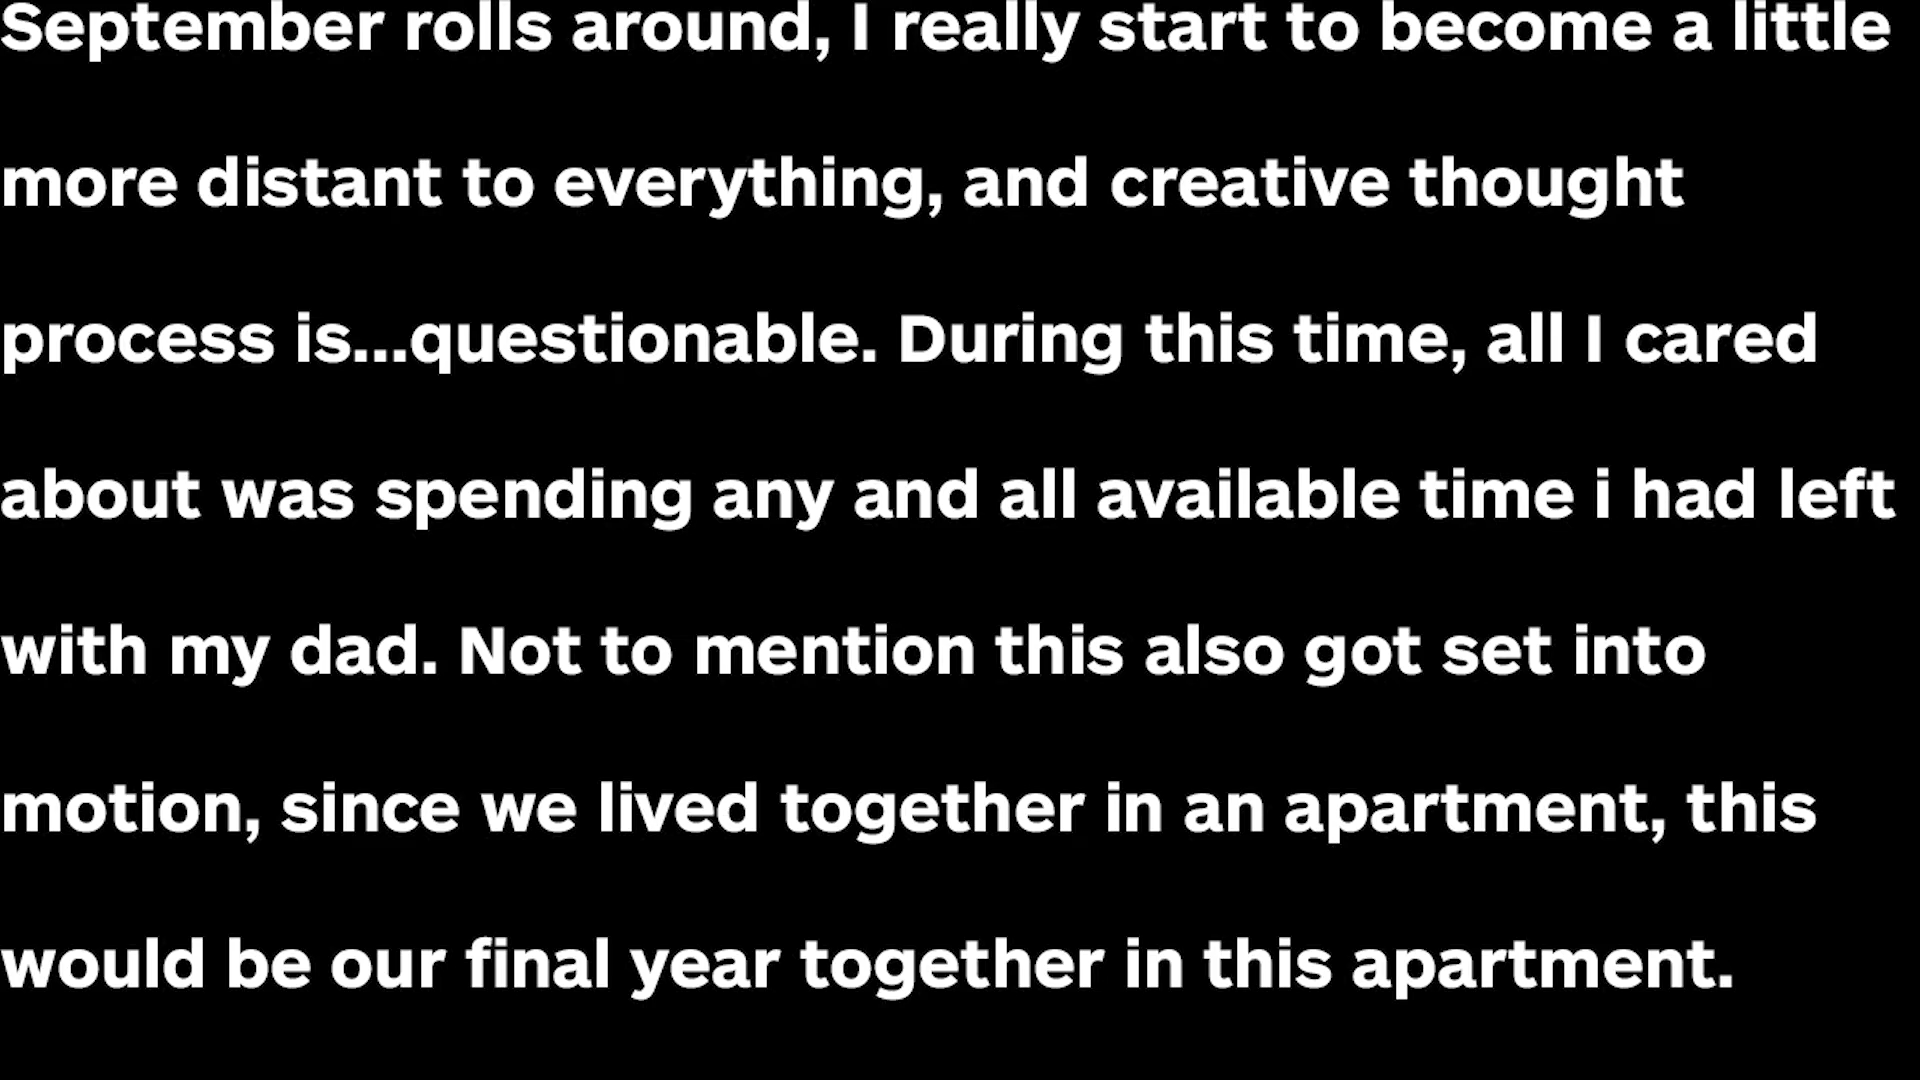 September rolls around, I really start to become a little
more distant to everything, and creative thought
process is...questionable. During this time, all I cared
about was spending any and all available time i had left
with my dad. Not to mention this also got set into
motion, since we lived together in an apartment, this
would be our final year together in this apartment.